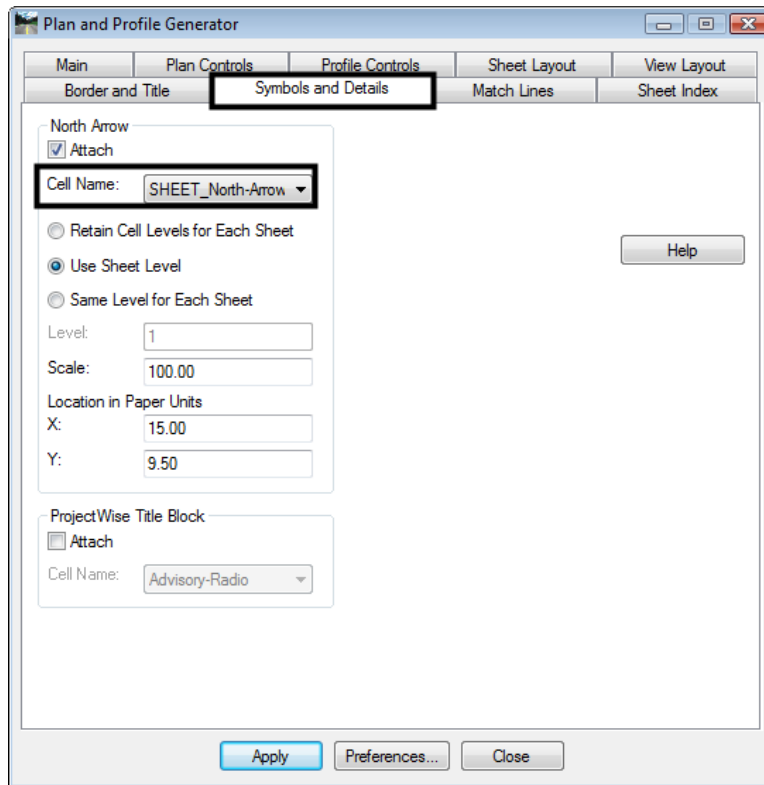 Plan and Profile Generator
Main Plan Controls Profile Controls Sheet Layout View Layout
Border and Title Symbols and Details Match Lines Sheet Index
North Arrow
Attach
Cell Name: SHEET_North-Arrow
Retain Cell Levels for Each Sheet
Help
Use Sheet Level
Same Level for Each Sheet
Level: 1
Scale: 100.00
Location in Paper Units
X: 15.00
Y: 9.50
ProjectWise Title Block
Attach
Cell Name: Advisory-Radio
Apply Preferences... Close